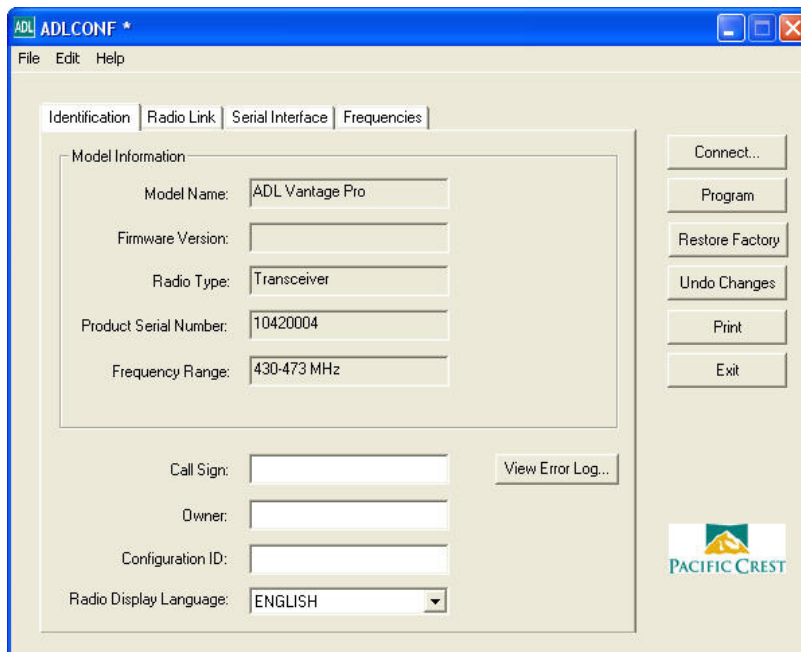 ADL ADLCONF *
File Edit Help
Identification Radio Link Serial Interface Frequencies
Model Information
Model Name: ADL Vantage Pro
Firmware Version:
Radio Type: Transceiver
Product Serial Number: 10420004
Frequency Range: 430-473 MHz
Call Sign:
View Error Log...
Owner:
Configuration ID:
Radio Display Language: ENGLISH
Connect...
Program
Restore Factory
Undo Changes
Print
Exit
PACIFIC CREST